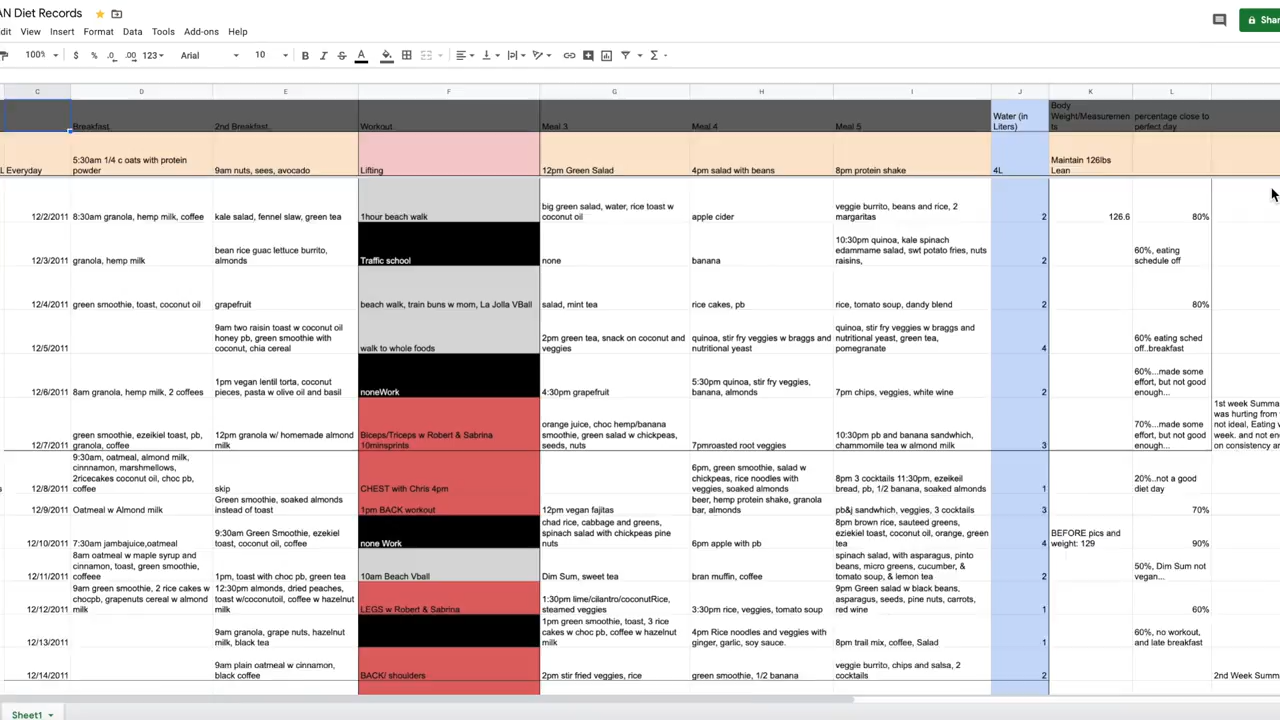 AN Diet Records
dit View Insert Format Data Tools Add-ons Help
Shar
100% $ % .0 .00 123 Arial 10 B I S A
C D E F G H I J K L
Breakfast 2nd Breakfast.. Workout Meal 3 Meal 4 Meal 5 Water (in Liters) Body Weight/Measurements percentage close to perfect day
L Everyday 5:30am 1/4 c oats with protein powder 9am nuts, sees, avocado Lifting 12pm Green Salad 4pm salad with beans 8pm protein shake 4L Maintain 126lbs Lean
12/2/2011 8:30am granola, hemp milk, coffee kale salad, fennel slaw, green tea 1hour beach walk big green salad, water, rice toast w coconut oil apple cider veggie burrito, beans and rice, 2 margaritas 2 126.6 80%
12/3/2011 granola, hemp milk bean rice guac lettuce burrito, almonds Traffic school none banana 10:30pm quinoa, kale spinach edammame salad, swt potato fries, nuts raisins, 2 60%, eating schedule off
12/4/2011 green smoothie, toast, coconut oil grapefruit beach walk, train buns w mom, La Jolla VBall salad, mint tea rice cakes, pb rice, tomato soup, dandy blend 2 80%
12/5/2011 9am two raisin toast w coconut oil honey pb, green smoothie with coconut, chia cereal walk to whole foods 2pm green tea, snack on coconut and veggies quinoa, stir fry veggies w braggs and nutritional yeast quinoa, stir fry veggies w braggs and nutritional yeast, green tea, pomegranate 4 60% eating sched off..breakfast
12/6/2011 8am granola, hemp milk, 2 coffees 1pm vegan lentil torta, coconut pieces, pasta w olive oil and basil noneWork 4:30pm grapefruit 5:30pm quinoa, stir fry veggies, banana, almonds 7pm chips, veggies, white wine 2 60%...made some effort, but not good enough...
12/7/2011 green smoothie, ezikiel toast, pb, granola, coffee 12pm granola w/ homemade almond milk Biceps/Triceps w Robert & Sabrina 10minsprints orange juice, choc hemp/banana smoothie, green salad w chickpeas, seeds, nuts 7pmroasted root veggies 10:30pm pb and banana sandwhich, chammomile tea w almond milk 3 70%...made some effort, but not good enough... 1st week Summa was hurting from not ideal, Eating v week. and not en on consistency ar
s 12/8/2011 9:30am, oatmeal, almond milk, cinnamon, marshmellows, 2ricecakes coconut oil, choc pb, coffee skip CHEST with Chris 4pm 6pm, green smoothie, salad w chickpeas, rice noodles with veggies, soaked almonds 8pm 3 cocktails 11:30pm, ezeikeil bread, pb, 1/2 banana, soaked almonds 1 20%..not a good diet day
12/9/2011 Oatmeal w Almond milk Green smoothie, soaked almonds instead of toast 1pm BACK workout 12pm vegan fajitas beer, hemp protein shake, granola bar, almonds pb&j sandwhich, veggies, 3 cocktails 3 70%
12/10/2011 7:30am jambajuice,oatmeal 9:30am Green Smoothie, ezekiel toast, coconut oil, coffee none Work chad rice, cabbage and greens, spinach salad with chickpeas pine nuts 6pm apple with pb 8pm brown rice, sauteed greens, eziekiel toast, coconut oil, orange, green tea 4 BEFORE pics and weight: 129 90%
12/11/2011 8am oatmeal w maple syrup and cinnamon, toast, green smoothie, coffeee 1pm, toast with choc pb, green tea 10am Beach Vball Dim Sum, sweet tea bran muffin, coffee spinach salad, with asparagus, pinto beans, micro greens, cucumber, & tomato soup, & lemon tea 2 50%, Dim Sum not vegan...
12/12/2011 9am green smoothie, 2 rice cakes w chocpb, grapenuts cereal w almond milk 12:30pm almonds, dried peaches, toast w/coconutoil, coffee w hazelnut milk LEGS w Robert & Sabrina 1:30pm lime/cilantro/coconutRice, steamed veggies 3:30pm rice, veggies, tomato soup 9pm Green salad w black beans, asparagus, seeds, pine nuts, carrots, red wine 1 60%
12/13/2011 9am granola, grape nuts, hazelnut milk, black tea 1pm green smoothie, toast, 3 rice cakes w choc pb, coffee w hazelnut milk 4pm Rice noodles and veggies with ginger, garlic, soy sauce. 8pm trail mix, coffee, Salad 1 60%, no workout, and late breakfast
12/14/2011 9am plain oatmeal w cinnamon, black coffee BACK/ shoulders 2pm stir fried veggies, rice green smoothie, 1/2 banana veggie burrito, chips and salsa, 2 cocktails 2 2nd Week Summ
Sheet1